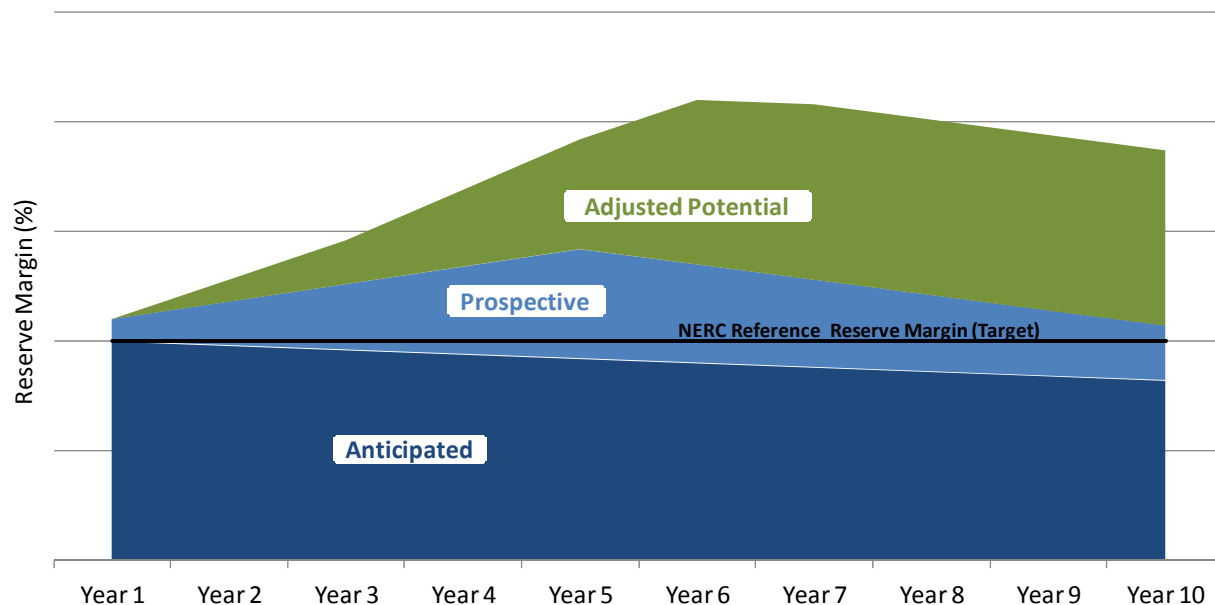 Reserve Margin (%)
Adjusted Potential
Prospective
NERC Reference  Reserve Margin (Target)
Anticipated
Year 1 Year 2 Year 3 Year 4 Year 5 Year 6 Year 7 Year 8 Year 9 Year 10